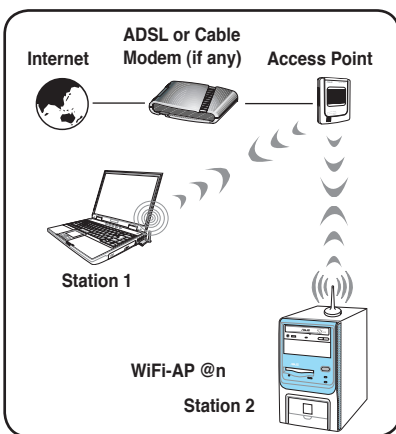 ADSL or Cable
Modem (if any)
Internet
Access Point
Station 1
WiFi-AP @n
Station 2